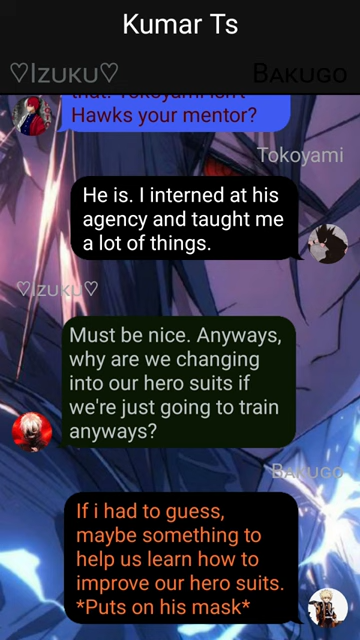 Kumar Ts
♡Izuku♡ Bakugo
that. Tokoyami isn't
Hawks your mentor?
Tokoyami
He is. I interned at his
agency and taught me
a lot of things.
♡Izuku♡
Must be nice. Anyways,
why are we changing
into our hero suits if
we're just going to train
anyways?
Bakugo
If i had to guess,
maybe something to
help us learn how to
improve our hero suits.
*Puts on his mask*